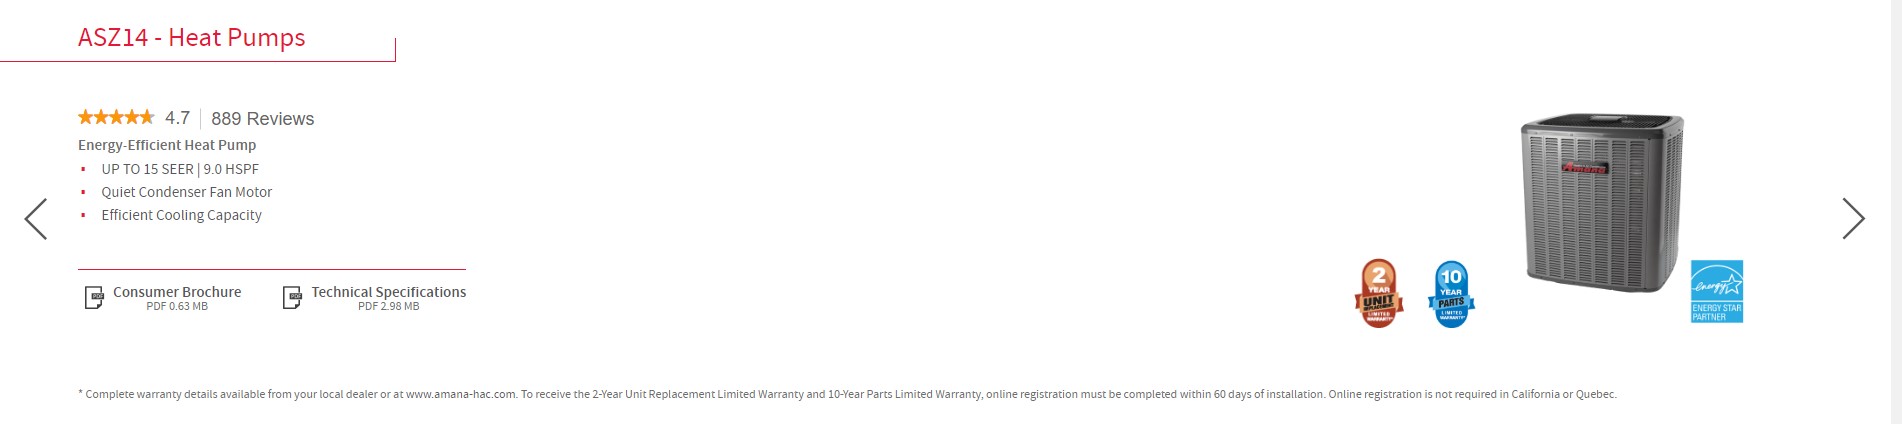 ASZ14 - Heat Pumps
4.7 | 889 Reviews
Energy-Efficient Heat Pump
UP TO 15 SEER | 9.0 HSPF
Quiet Condenser Fan Motor
Efficient Cooling Capacity
PDF
Consumer Brochure
PDF 0.63 MB
PDF
Technical Specifications
PDF 2.98 MB
2
YEAR
UNIT
REPLACEMENT
LIMITED
WARRANTY*
10
YEAR
PARTS
LIMITED
WARRANTY*
Amana
energy
ENERGY STAR
PARTNER
* Complete warranty details available from your local dealer or at www.amana-hac.com. To receive the 2-Year Unit Replacement Limited Warranty and 10-Year Parts Limited Warranty, online registration must be completed within 60 days of installation. Online registration is not required in California or Quebec.